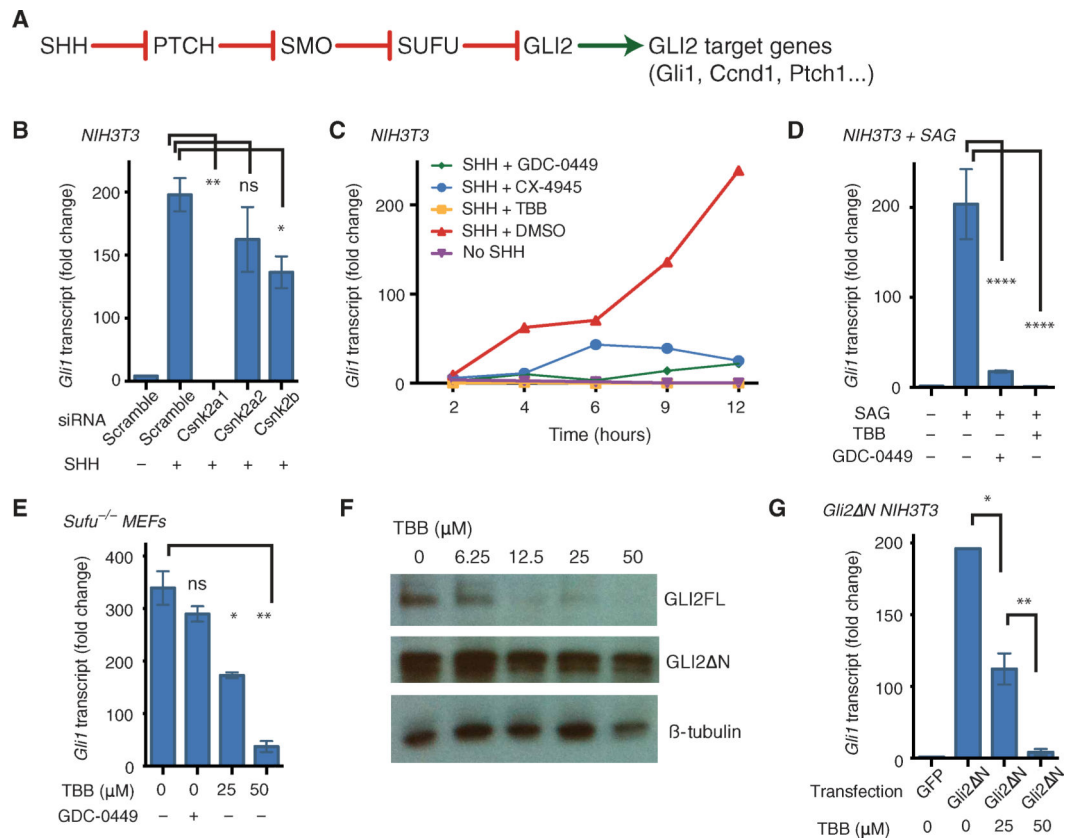 A
SHH PTCH SMO SUFU GLI2 GLI2 target genes
(Gli1, Ccnd1, Ptch1...)
B
NIH3T3
** ns *
Gli1 transcript (fold change)
200
150
100
0
siRNA
Scramble Scramble Csnk2a1 Csnk2a2 Csnk2b
SHH – + + + +
C
NIH3T3
SHH + GDC-0449
SHH + CX-4945
SHH + TBB
SHH + DMSO
No SHH
Gli1 transcript (fold change)
250
200
150
100
50
0
2 4 6 9 12
Time (hours)
D
NIH3T3 + SAG
**** ****
Gli1 transcript (fold change)
200
100
0
SAG – + + +
TBB – – – +
GDC-0449 – – + –
E
Sufu–/– MEFs
ns * **
Gli1 transcript (fold change)
400
300
200
100
0
TBB (µM) 0 0 25 50
GDC-0449 – + – –
F
TBB (µM)
0 6.25 12.5 25 50
GLI2FL
GLI2ΔN
ß-tubulin
G
Gli2ΔN NIH3T3
* **
Gli1 transcript (fold change)
200
150
100
0
Transfection GFP Gli2ΔN Gli2ΔN Gli2ΔN
TBB (µM) 0 0 25 50